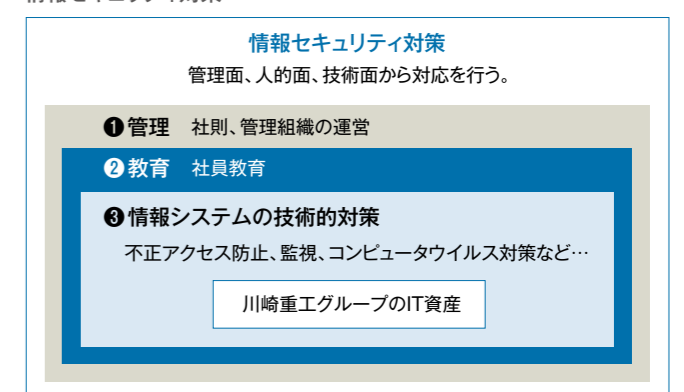 情報セキュリティ対策
管理面、人的面、技術面から対応を行う。
❶管理 社則、管理組織の運営
❷教育 社員教育
❸情報システムの技術的対策
不正アクセス防止、監視、コンピュータウイルス対策など…
川崎重工グループのIT資産